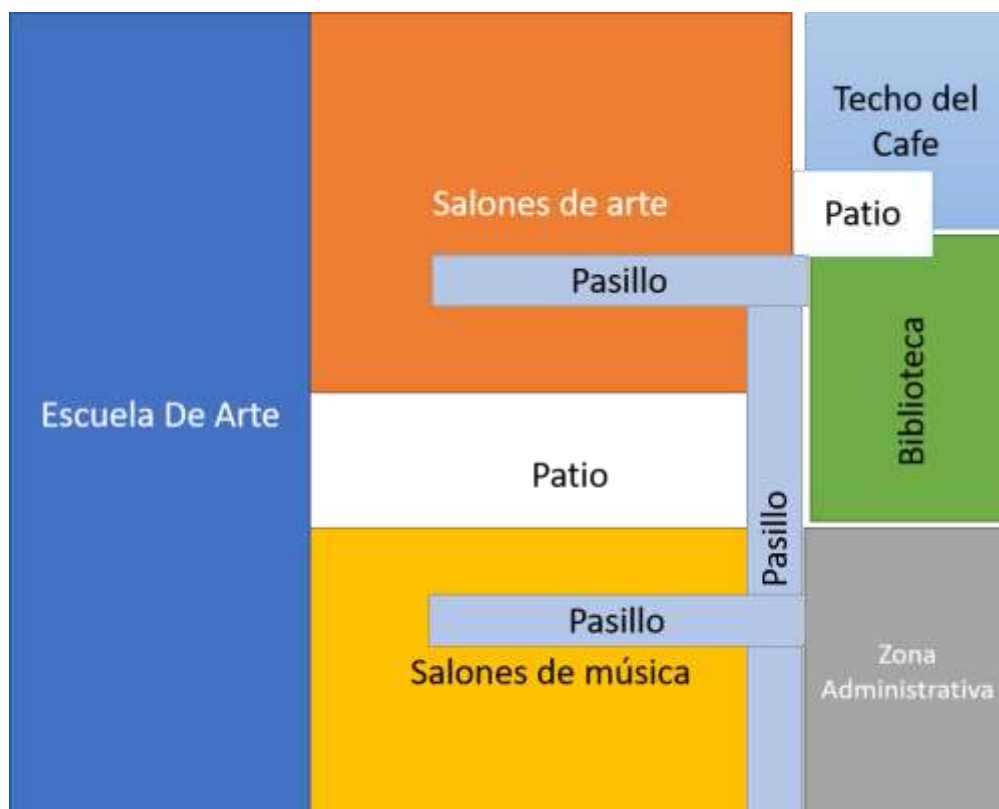 Techo del
Cafe
Salones de arte
Patio
Pasillo
Biblioteca
Escuela De Arte
Patio
Pasillo
Pasillo
Salones de música
Zona
Administrativa